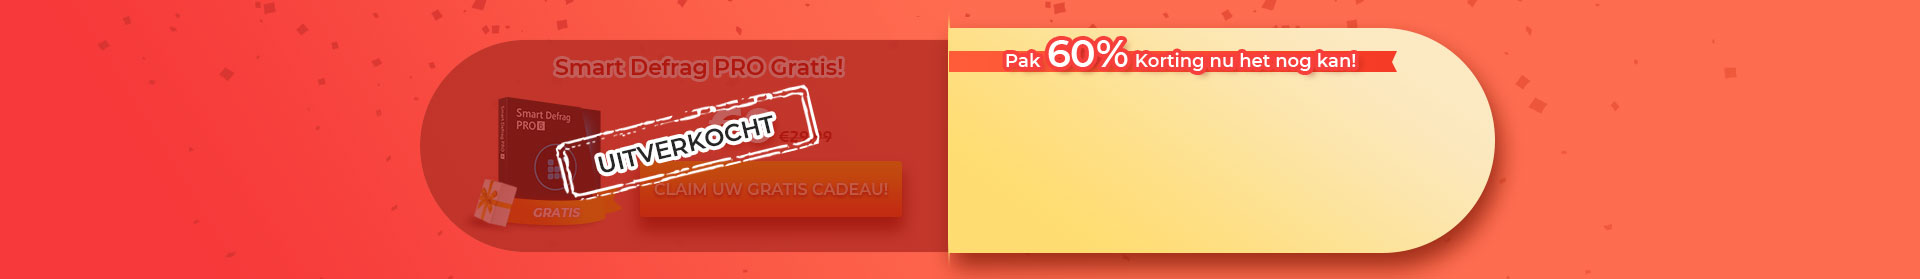 Smart Defrag PRO Gratis!
Smart Defrag
PRO 6
UITVERKOCHT
CLAIM UW GRATIS CADEAU!
GRATIS
Pak 60% Korting nu het nog kan!